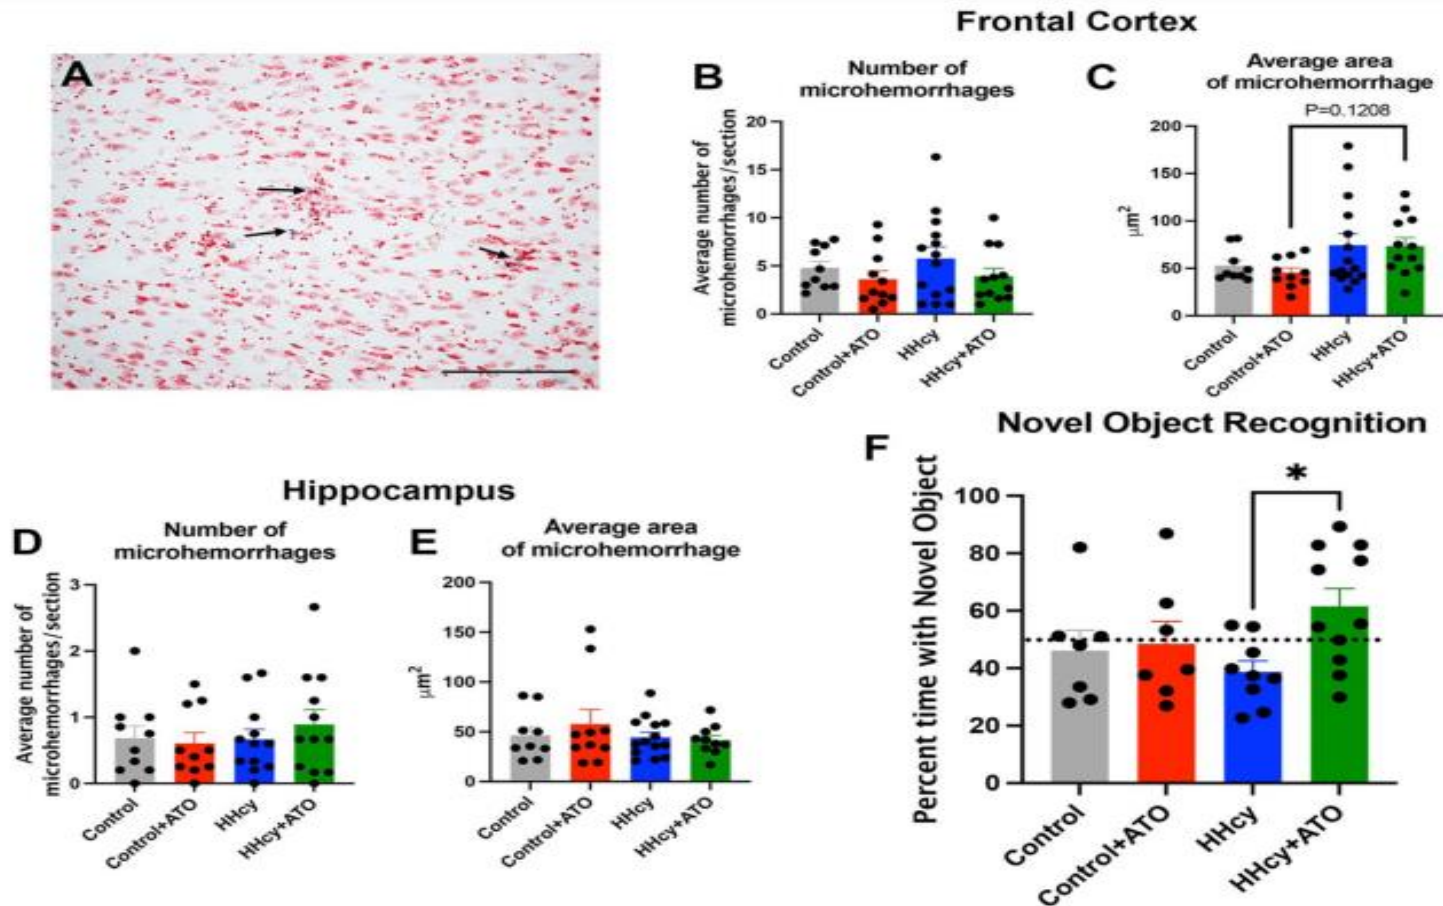 Frontal Cortex
A
B
Number of
microhemorrhages
Average number of
microhemorrhages/section
20
15
10
5
0
Control
Control+ATO
HHcy
HHcy+ATO
C
Average area
of microhemorrhage
P=0.1208
μm²
200
150
100
50
0
Control
Control+ATO
HHcy
HHcy+ATO
Hippocampus
D
Number of
microhemorrhages
Average number of
microhemorrhages/section
3
2
1
0
Control
Control+ATO
HHcy
HHcy+ATO
E
Average area
of microhemorrhage
μm²
200
150
100
50
0
Control
Control+ATO
HHcy
HHcy+ATO
Novel Object Recognition
F
Percent time with Novel Object
*
100
80
60
40
20
0
Control
Control+ATO
HHcy
HHcy+ATO